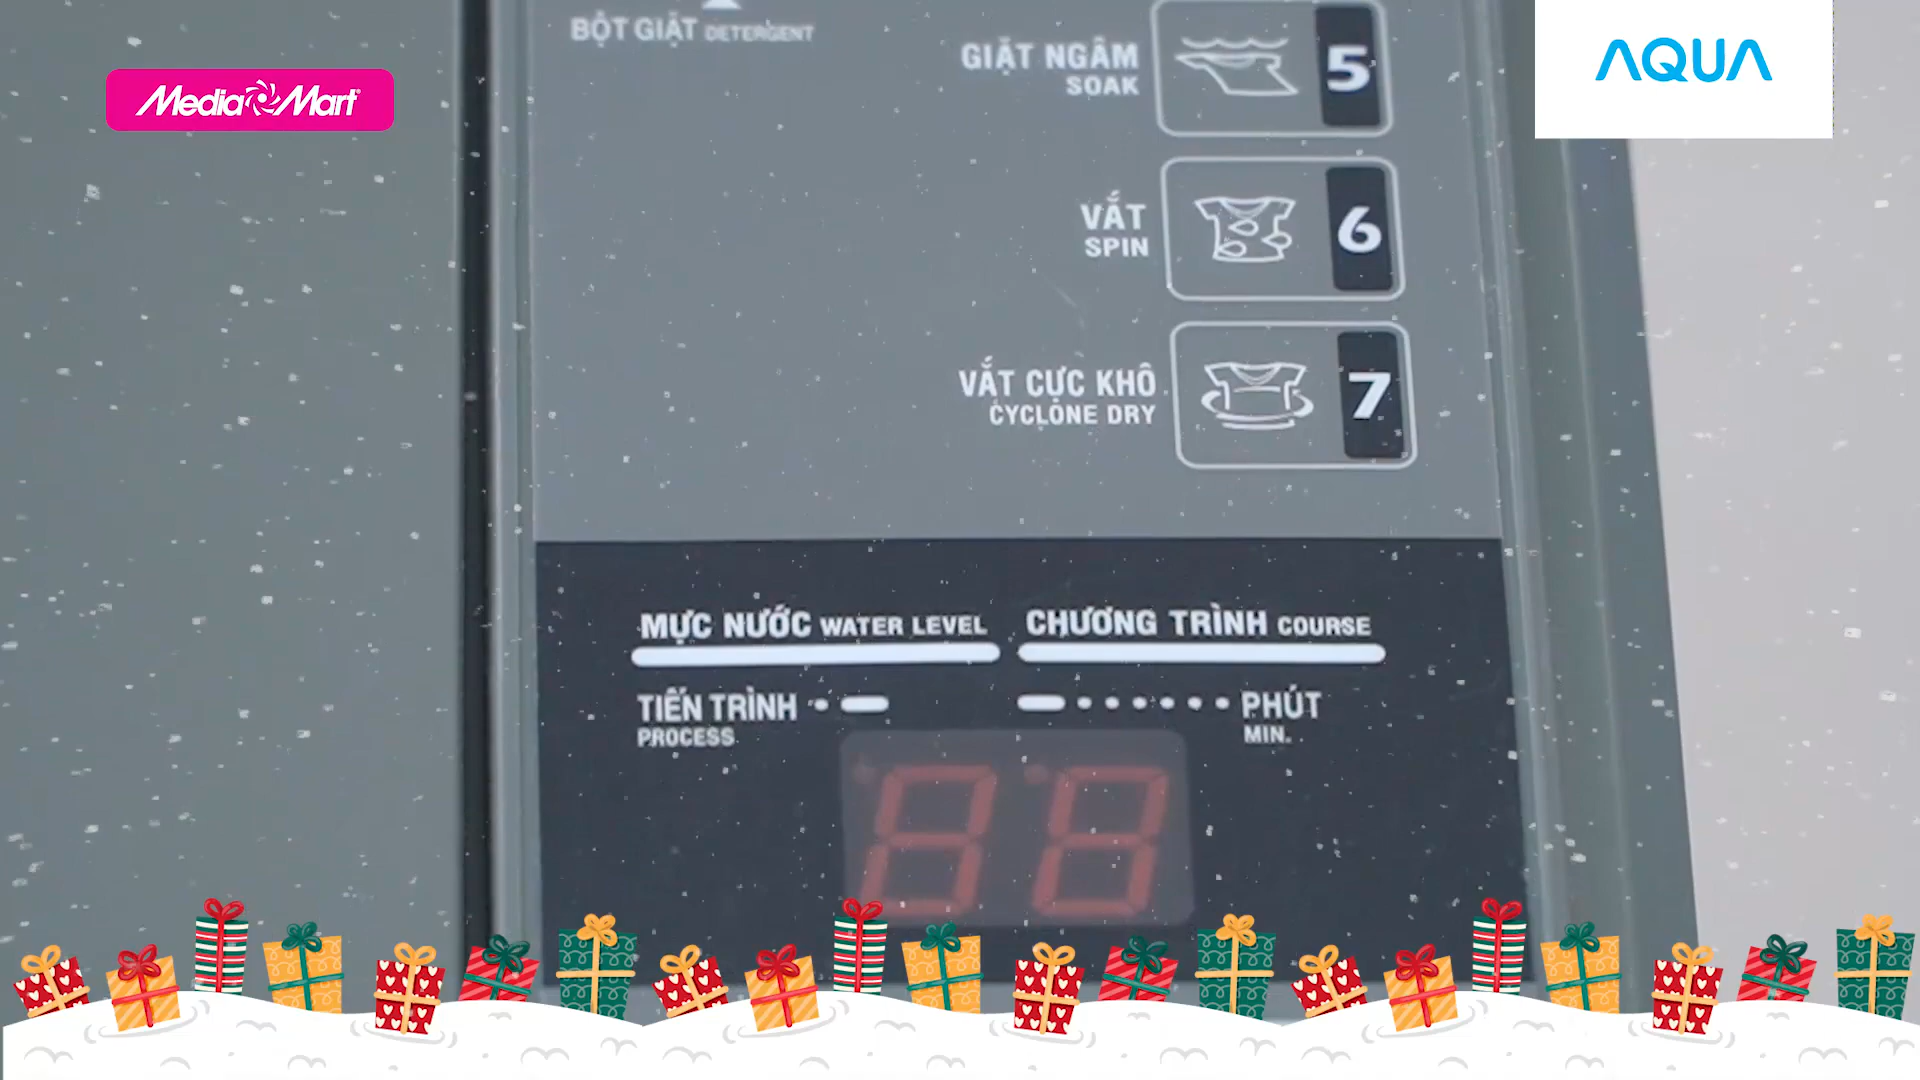 BỘT GIẶT DETERGENT
MediaMart
AQUA
GIẶT NGÂM
SOAK
5
VẮT
SPIN
6
VẮT CỰC KHÔ
CYCLONE DRY
7
MỰC NƯỚC WATER LEVEL
CHƯƠNG TRÌNH COURSE
TIẾN TRÌNH
PROCESS
PHÚT
MIN.
88